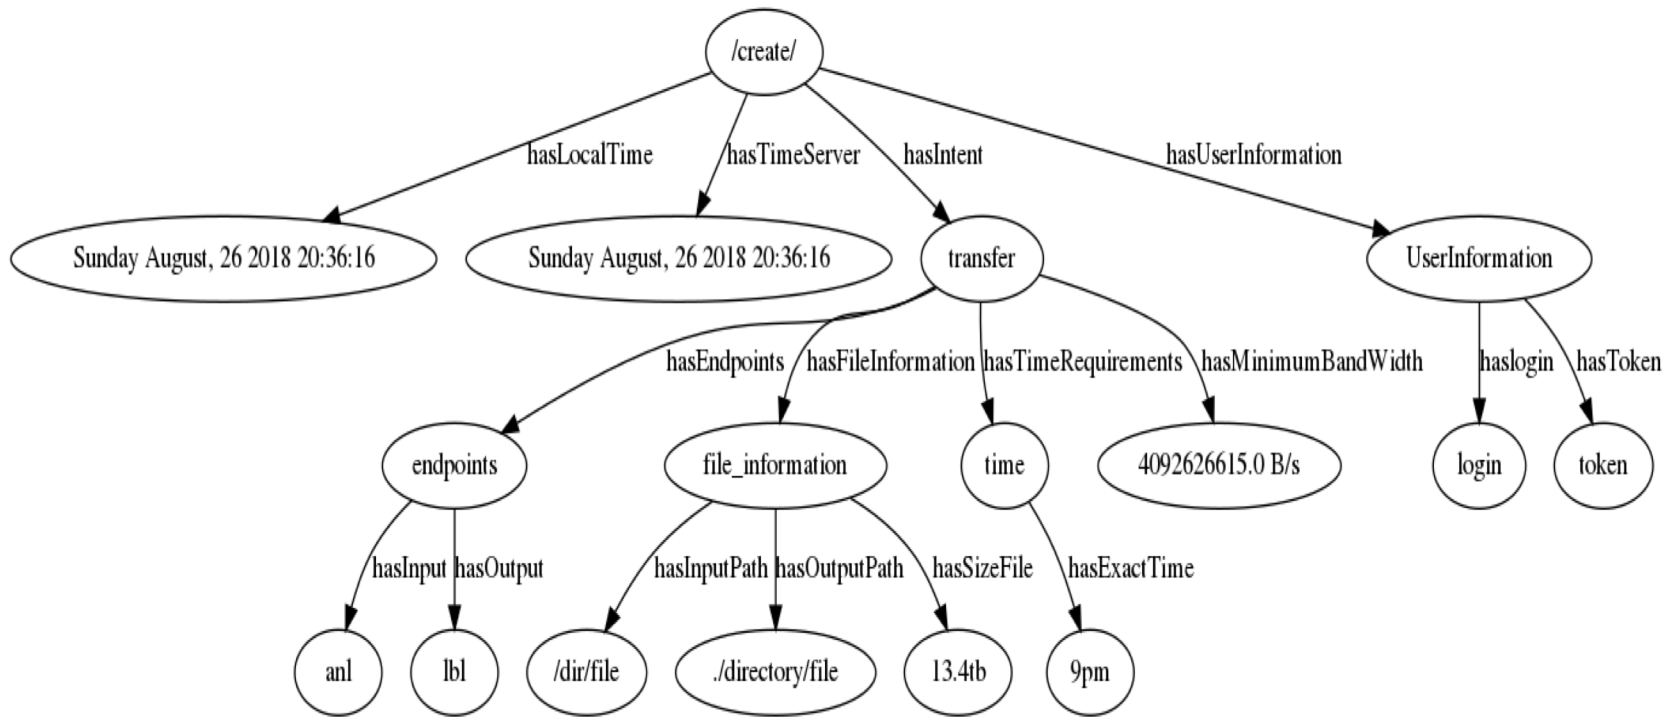 /create/
hasLocalTime
hasTimeServer
hasIntent
hasUserInformation
Sunday August, 26 2018 20:36:16
Sunday August, 26 2018 20:36:16
transfer
UserInformation
hasEndpoints
hasFileInformation
hasTimeRequirements
hasMinimumBandWidth
haslogin
hasToken
endpoints
file_information
time
4092626615.0 B/s
login
token
hasInput
hasOutput
hasInputPath
hasOutputPath
hasSizeFile
hasExactTime
anl
lbl
/dir/file
./directory/file
13.4tb
9pm